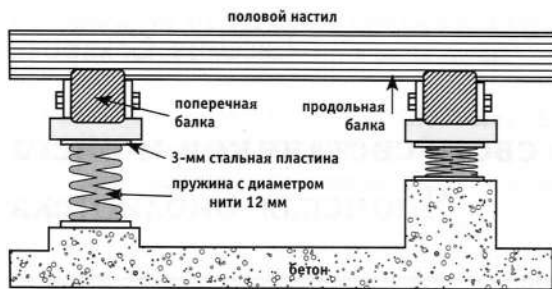 половой настил
поперечная
балка
продольная
балка
3-мм стальная пластина
пружина с диаметром
нити 12 мм
бетон